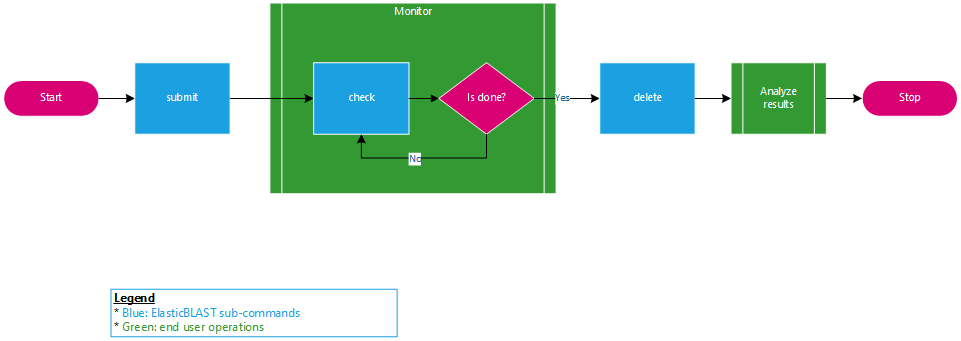 Monitor
Start
submit
check
Is done?
Yes
delete
Analyze
results
Stop
No
Legend
* Blue: ElasticBLAST sub-commands
* Green: end user operations